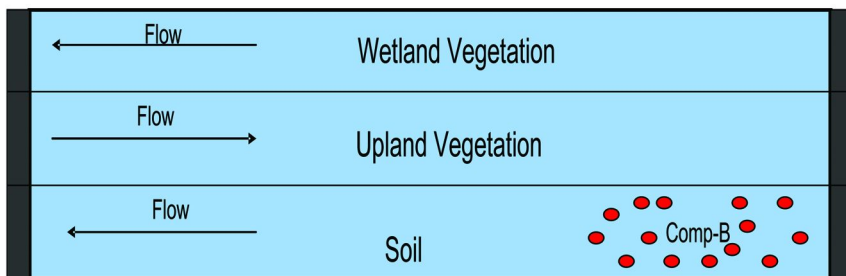 Flow
Wetland Vegetation
Flow
Upland Vegetation
Flow
Comp-B
Soil